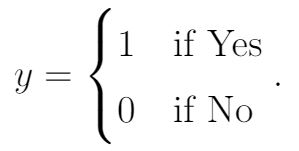 y = { 1 if Yes
0 if No .